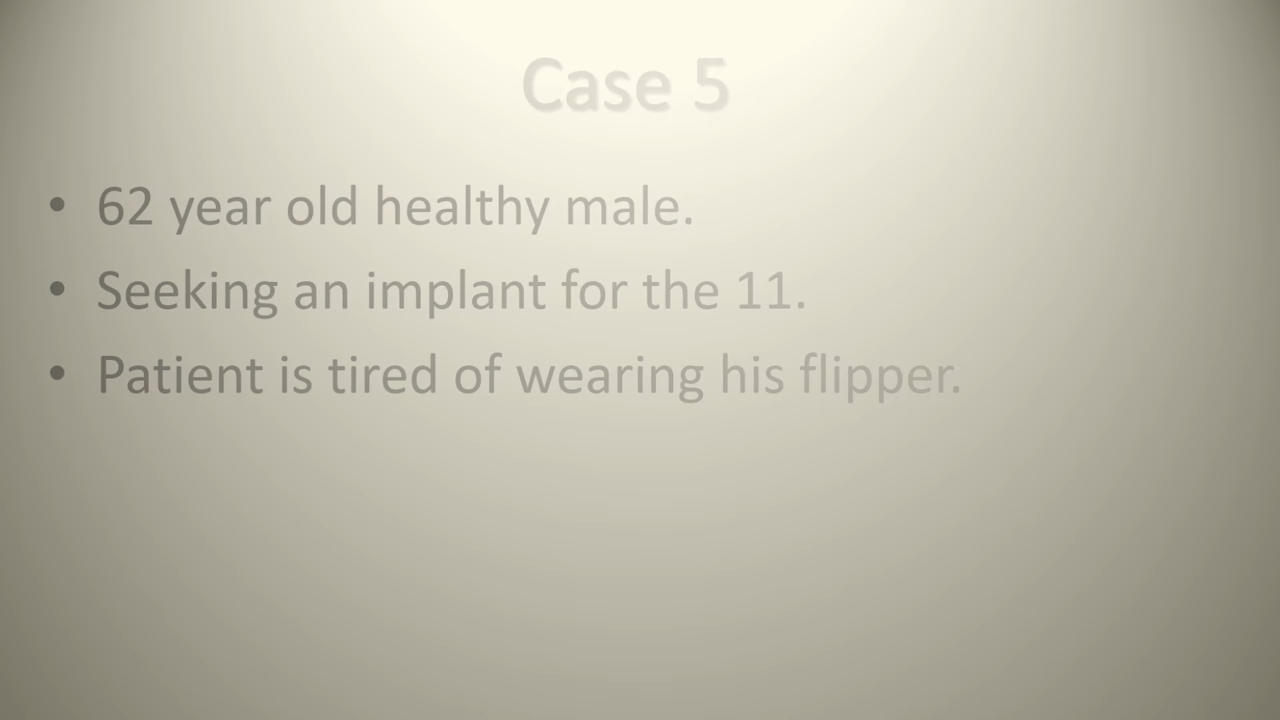 Case 5
• 62 year old healthy male.
• Seeking an implant for the 11.
• Patient is tired of wearing his flipper.